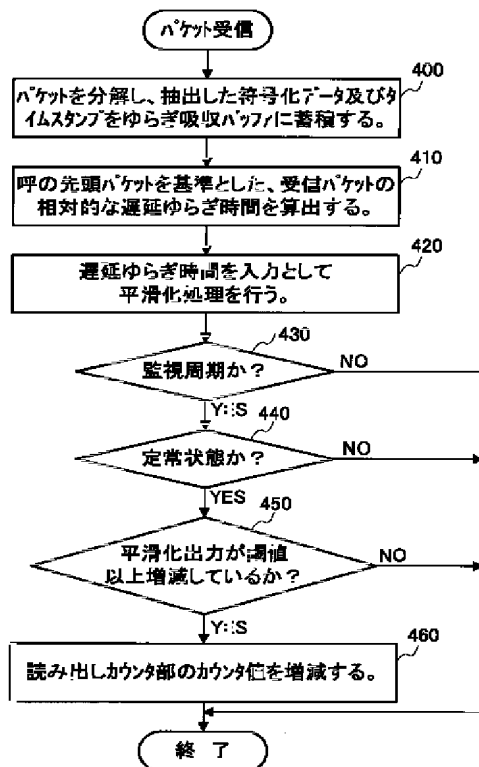 パケット受信
400
パケットを分解し、抽出した符号化データ及びタ
イムスタンプをゆらぎ吸収バッファに蓄積する。
410
呼の先頭パケットを基準とした、受信パケットの
相対的な遅延ゆらぎ時間を算出する。
420
遅延ゆらぎ時間を入力として
平滑化処理を行う。
430
監視周期か？
NO
YES
440
定常状態か？
NO
YES
450
平滑化出力が閾値
以上増減しているか？
NO
YES
460
読み出しカウンタ部のカウンタ値を増減する。
終 了